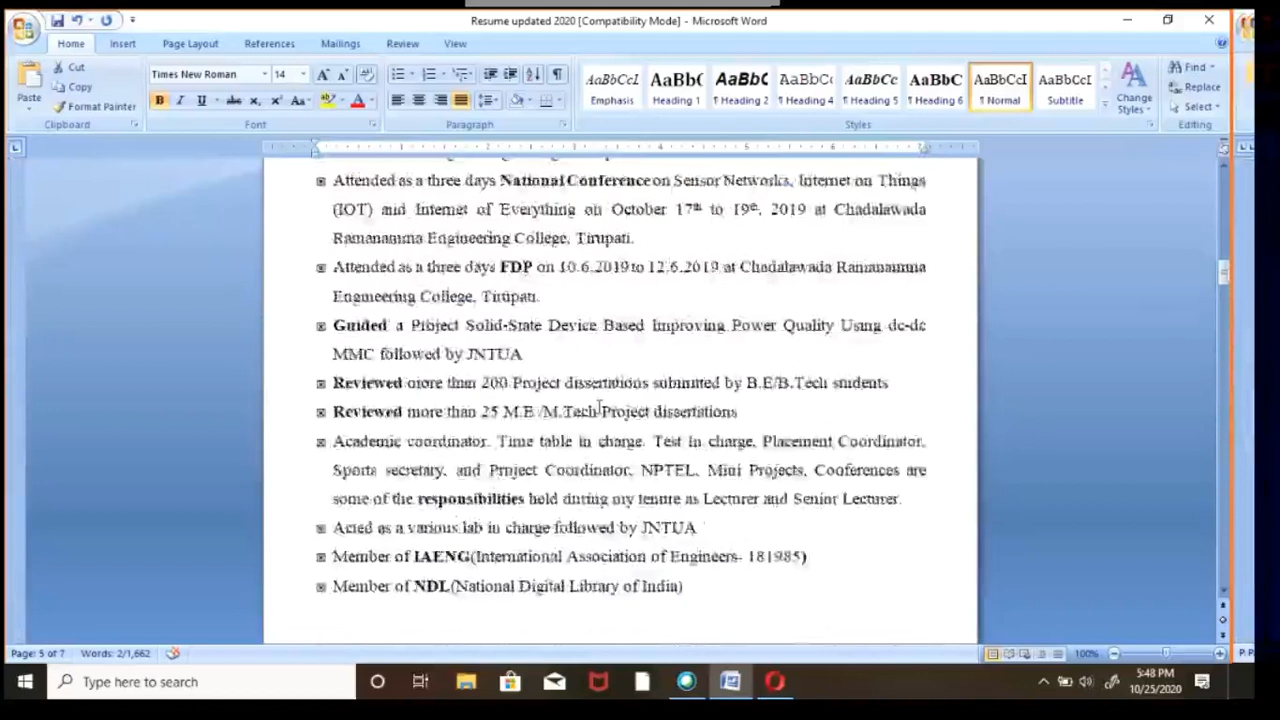 Resume updated 2020 [Compatibility Mode] - Microsoft Word
Home Insert Page Layout References Mailings Review View
Paste Cut Copy Format Painter
Times New Roman 14
AaBbCcI AaBb( AaBbC AaBbC( AaBbCc AaBbC AaBbCcI AaBbCcI
Emphasis Heading 1 Heading 2 Heading 4 Heading 5 Heading 6 Normal Subtitle
Change Styles
Find Replace Select
Clipboard Font Paragraph Styles Editing
Attended as a three days National Conference on Sensor Networks, Internet on Things
(IOT) and Internet of Everything on October 17th to 19th, 2019 at Chadalawada
Ramanamma Engineering College, Tirupati.
Attended as a three days FDP on 10.6.2019 to 12.6.2019 at Chadalawada Ramanamma
Engineering College, Tirupati.
Guided a Project Solid-State Device Based Improving Power Quality Using dc-dc
MMC followed by JNTUA
Reviewed more than 200 Project dissertations submitted by B.E/B.Tech students
Reviewed more than 25 M.E /M.Tech Project dissertations
Academic coordinator. Time table in charge. Test in charge, Placement Coordinator,
Sports secretary, and Project Coordinator, NPTEL, Mini Projects, Conferences are
some of the responsibilities held during my tenure as Lecturer and Senior Lecturer.
Acted as a various lab in charge followed by JNTUA
Member of IAENG(International Association of Engineers- 181985)
Member of NDL(National Digital Library of India)
Page: 5 of 7 Words: 2/1,662 100%
Type here to search
5:48 PM
10/25/2020